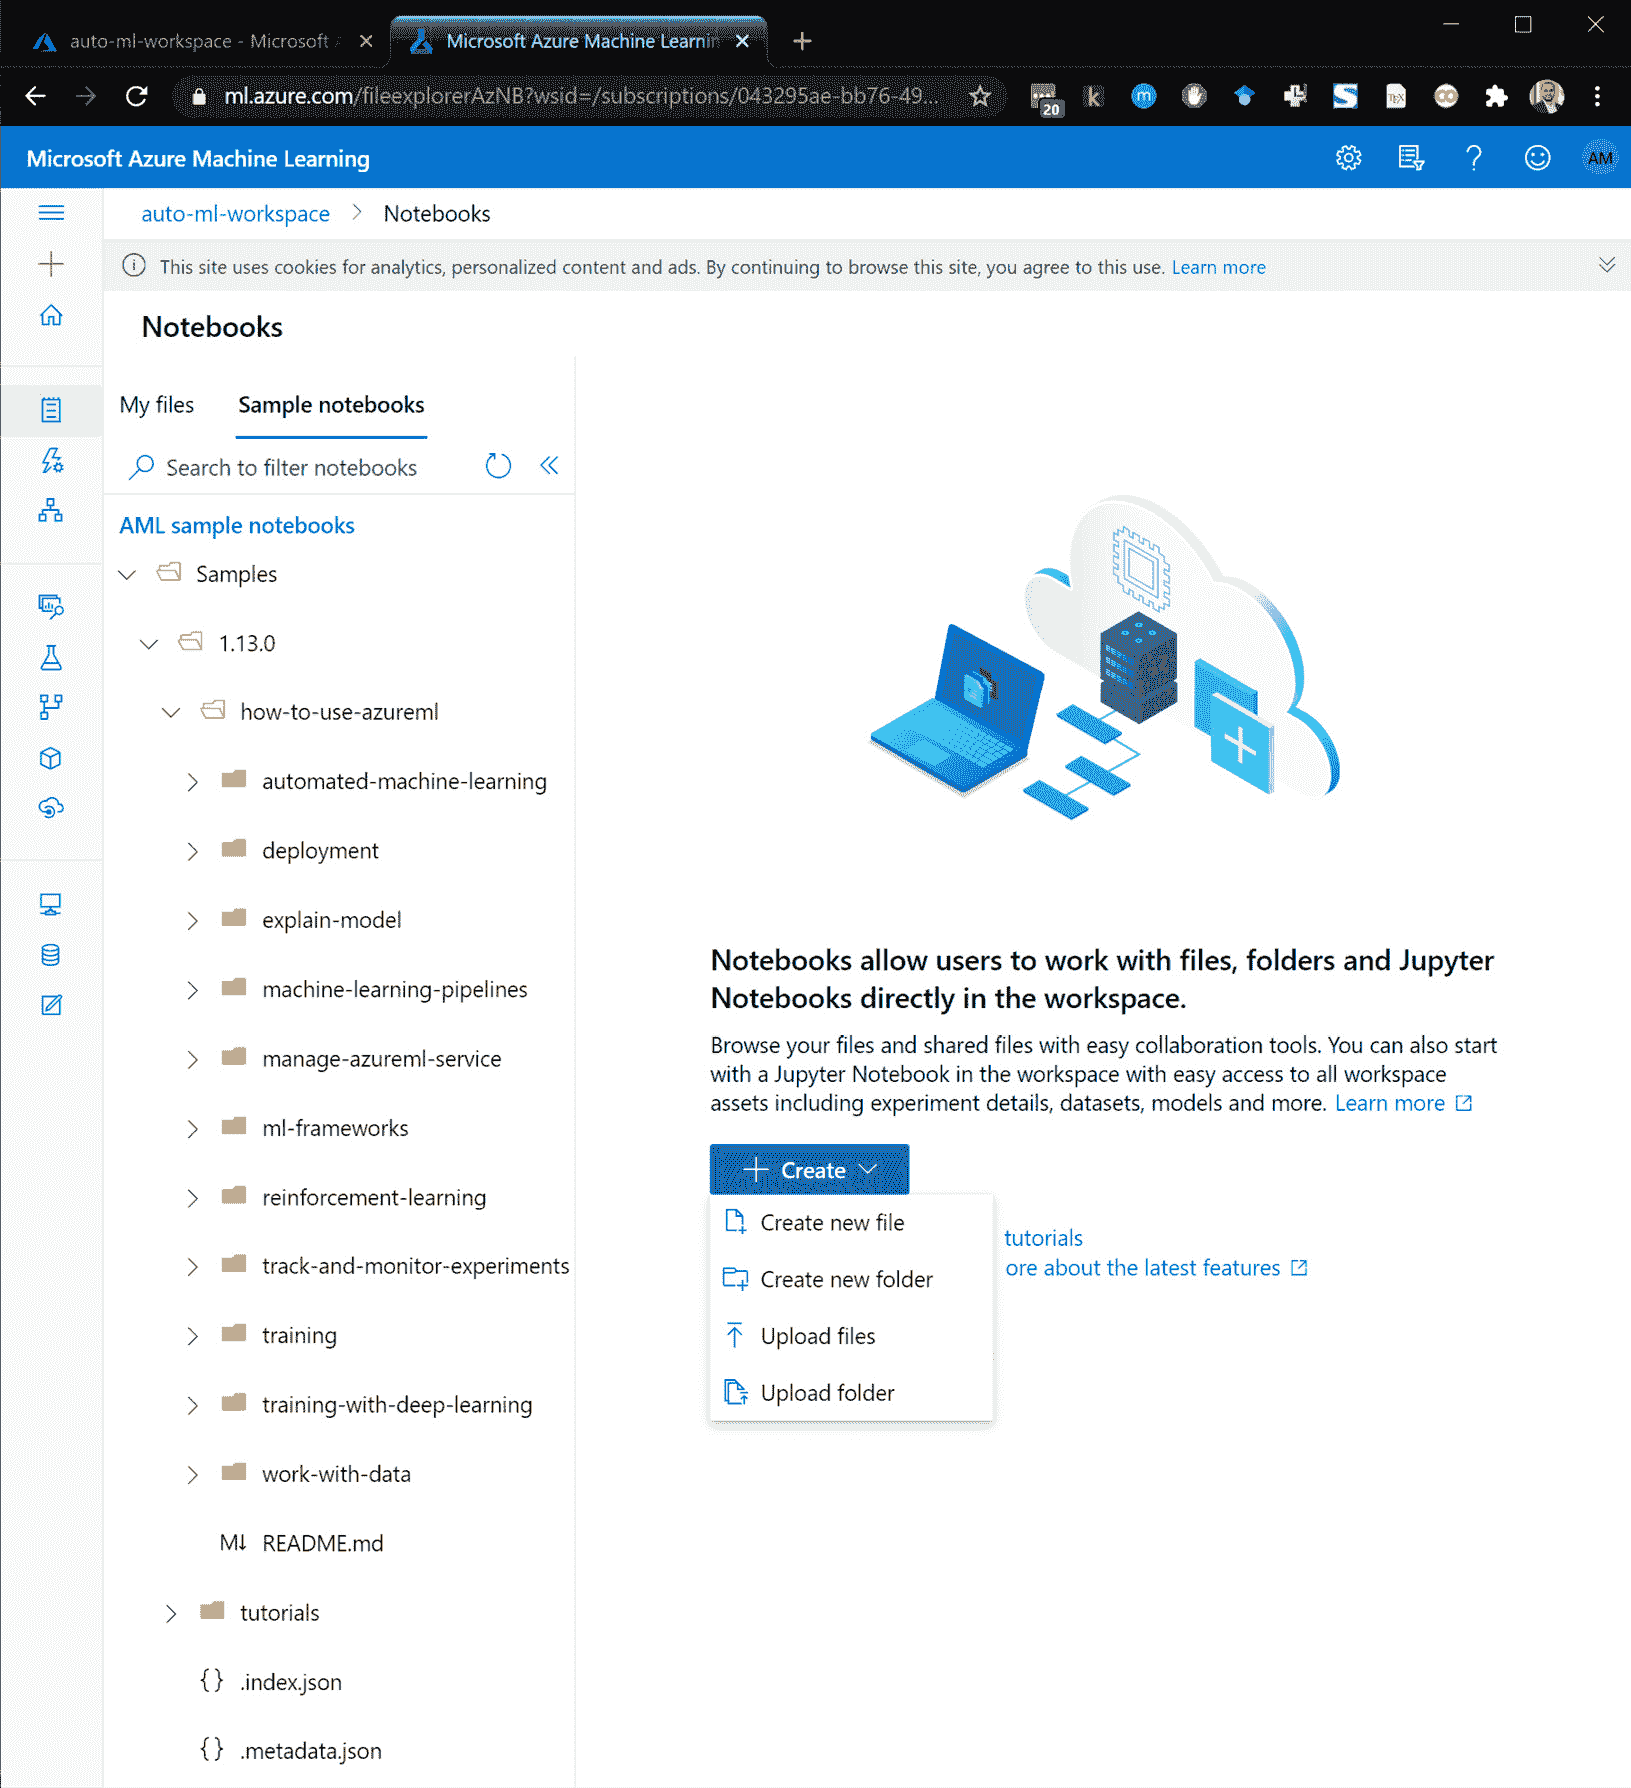 auto-ml-workspace - Microsoft
Microsoft Azure Machine Learnin
ml.azure.com/fileexplorerAzNB?wsid=/subscriptions/043295ae-bb76-49...
20
k
m
S
TEX
Microsoft Azure Machine Learning
AM
auto-ml-workspace > Notebooks
This site uses cookies for analytics, personalized content and ads. By continuing to browse this site, you agree to this use. Learn more
Notebooks
My files
Sample notebooks
Search to filter notebooks
AML sample notebooks
Samples
1.13.0
how-to-use-azureml
automated-machine-learning
deployment
explain-model
machine-learning-pipelines
manage-azureml-service
ml-frameworks
reinforcement-learning
track-and-monitor-experiments
training
training-with-deep-learning
work-with-data
M↓ README.md
tutorials
{} .index.json
{} .metadata.json
Notebooks allow users to work with files, folders and Jupyter
Notebooks directly in the workspace.
Browse your files and shared files with easy collaboration tools. You can also start
with a Jupyter Notebook in the workspace with easy access to all workspace
assets including experiment details, datasets, models and more. Learn more
+ Create
Create new file
Create new folder
Upload files
Upload folder
tutorials
ore about the latest features